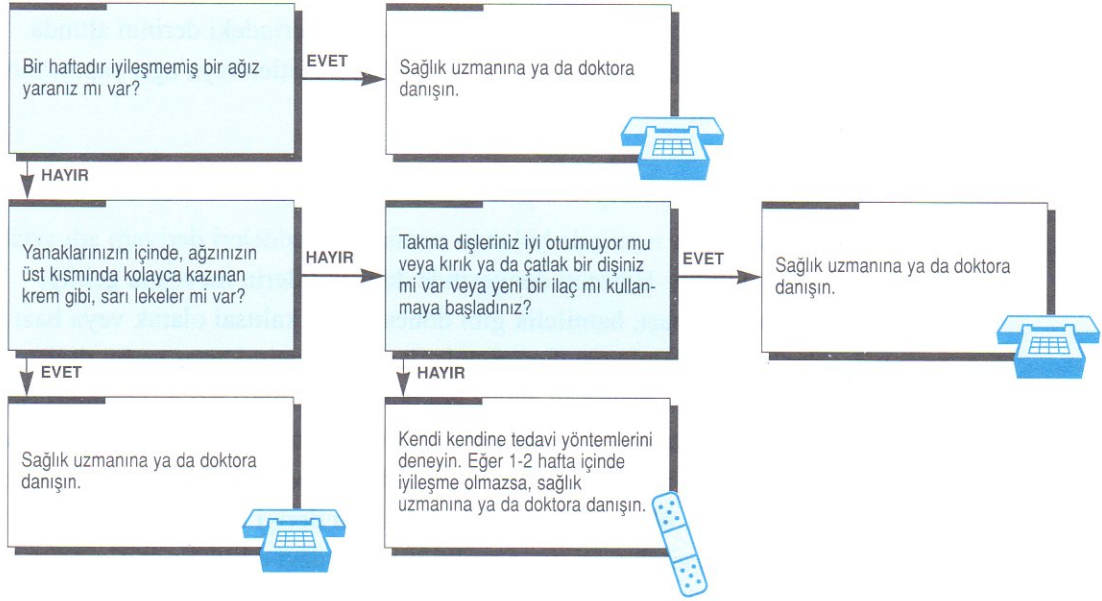 Bir haftadır iyileşmemiş bir ağız
yaranız mı var?
EVET
Sağlık uzmanına ya da doktora
danışın.
HAYIR
Yanaklarınızın içinde, ağzınızın
üst kısmında kolayca kazınan
krem gibi, sarı lekeler mi var?
HAYIR
Takma dişleriniz iyi oturmuyor mu
veya kırık ya da çatlak bir dişiniz
mi var veya yeni bir ilaç mı kullan-
maya başladınız?
EVET
Sağlık uzmanına ya da doktora
danışın.
EVET
Sağlık uzmanına ya da doktora
danışın.
HAYIR
Kendi kendine tedavi yöntemlerini
deneyin. Eğer 1-2 hafta içinde
iyileşme olmazsa, sağlık
uzmanına ya da doktora danışın.